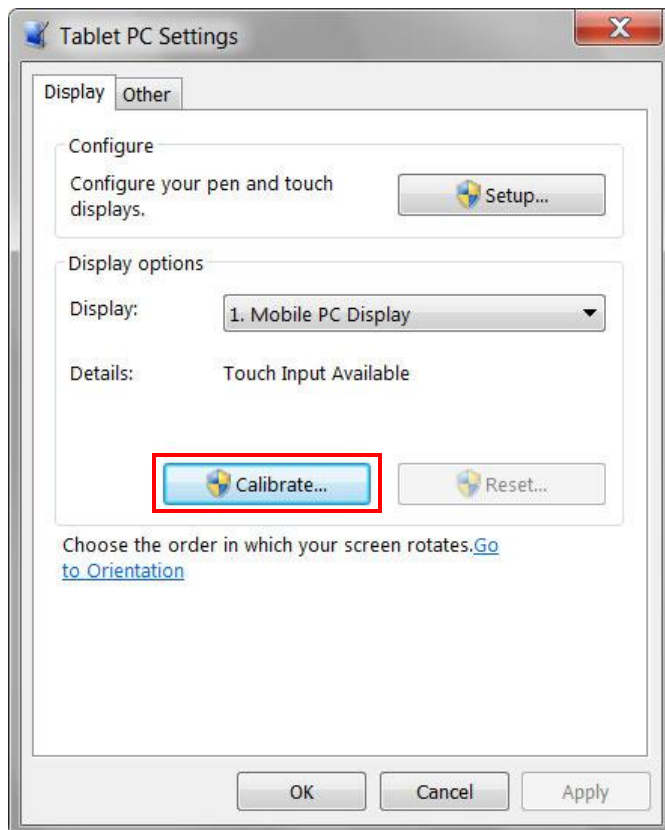 Tablet PC Settings
Display
Other
Configure
Configure your pen and touch
displays.
Setup...
Display options
Display:
1. Mobile PC Display
Details:
Touch Input Available
Calibrate...
Reset...
Choose the order in which your screen rotates.Go
to Orientation
OK
Cancel
Apply